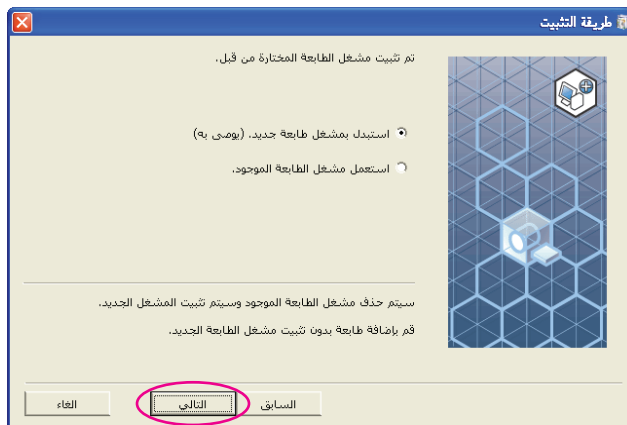 طريقة التثبيت
تم تثبيت مشغل الطابعة المختارة من قبل.
استبدل بمشغل طابعة جديد. (يوصى به)
استعمل مشغل الطابعة الموجود.
سيتم حذف مشغل الطابعة الموجود وسيتم تثبيت المشغل الجديد.
قم بإضافة طابعة بدون تثبيت مشغل الطابعة الجديد.
السابق
التالي
الغاء